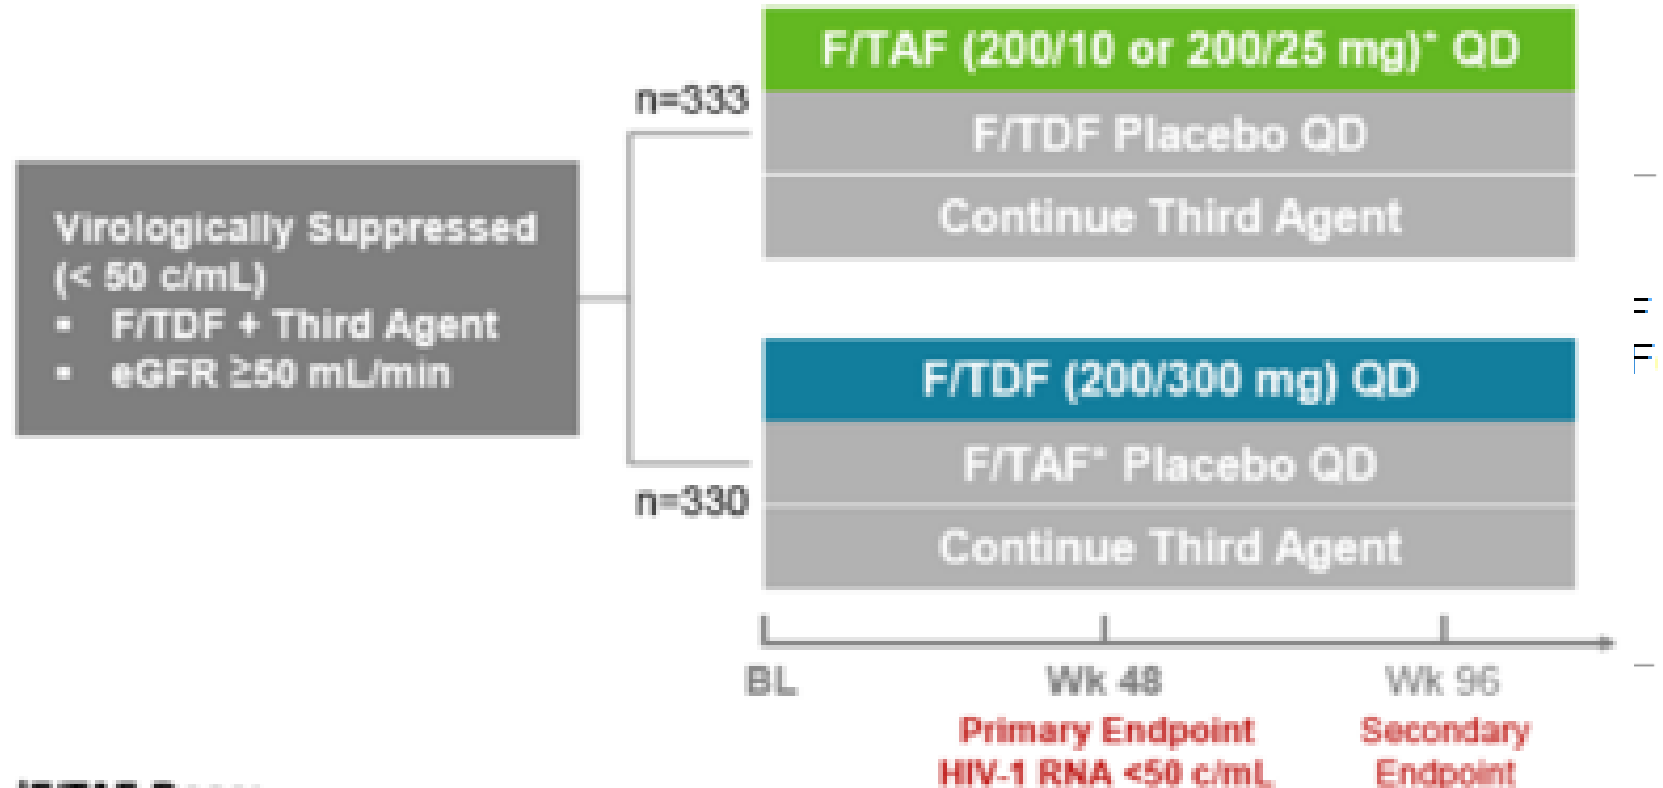 F/TAF (200/10 or 200/25 mg)* QD
n=333
F/TDF Placebo QD
Continue Third Agent
Virologically Suppressed
(< 50 c/mL)
▪ F/TDF + Third Agent
▪ eGFR ≥50 mL/min
F/TDF (200/300 mg) QD
F/TAF* Placebo QD
n=330
Continue Third Agent
BL
Wk 48
Wk 96
Primary Endpoint
HIV-1 RNA <50 c/mL
Secondary
Endpoint